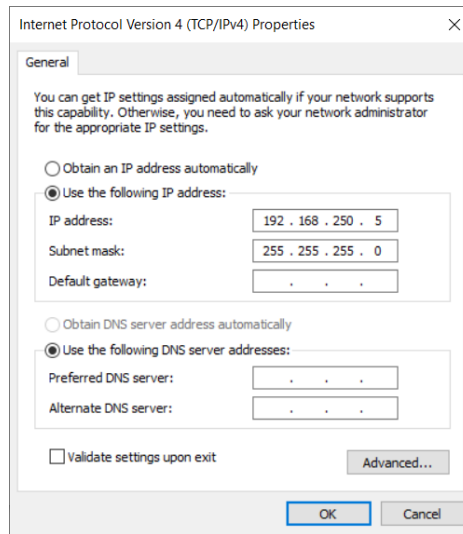 Internet Protocol Version 4 (TCP/IPv4) Properties
General
You can get IP settings assigned automatically if your network supports
this capability. Otherwise, you need to ask your network administrator
for the appropriate IP settings.
Obtain an IP address automatically
Use the following IP address:
IP address: 192 . 168 . 250 . 5
Subnet mask: 255 . 255 . 255 . 0
Default gateway: . . .
Obtain DNS server address automatically
Use the following DNS server addresses:
Preferred DNS server: . . .
Alternate DNS server: . . .
Validate settings upon exit
Advanced...
OK Cancel